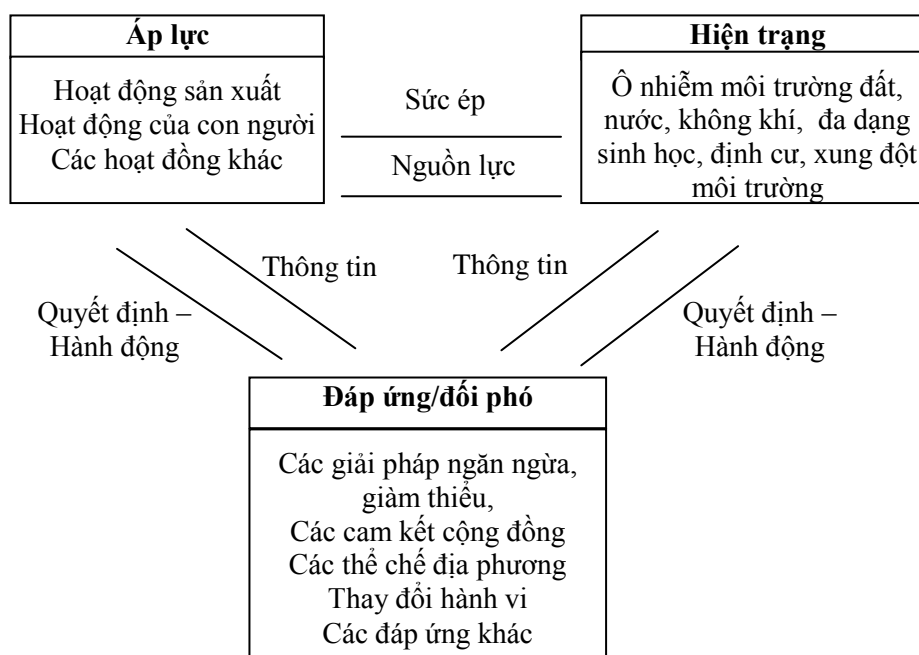 Áp lực
Hoạt động sản xuất
Hoạt động của con người
Các hoạt đồng khác
Sức ép
Nguồn lực
Hiện trạng
Ô nhiễm môi trường đất,
nước, không khí, đa dạng
sinh học, định cư, xung đột
môi trường
Thông tin
Thông tin
Quyết định –
Hành động
Quyết định –
Hành động
Đáp ứng/đối phó
Các giải pháp ngăn ngừa,
giàm thiểu,
Các cam kết cộng đồng
Các thể chế địa phương
Thay đổi hành vi
Các đáp ứng khác